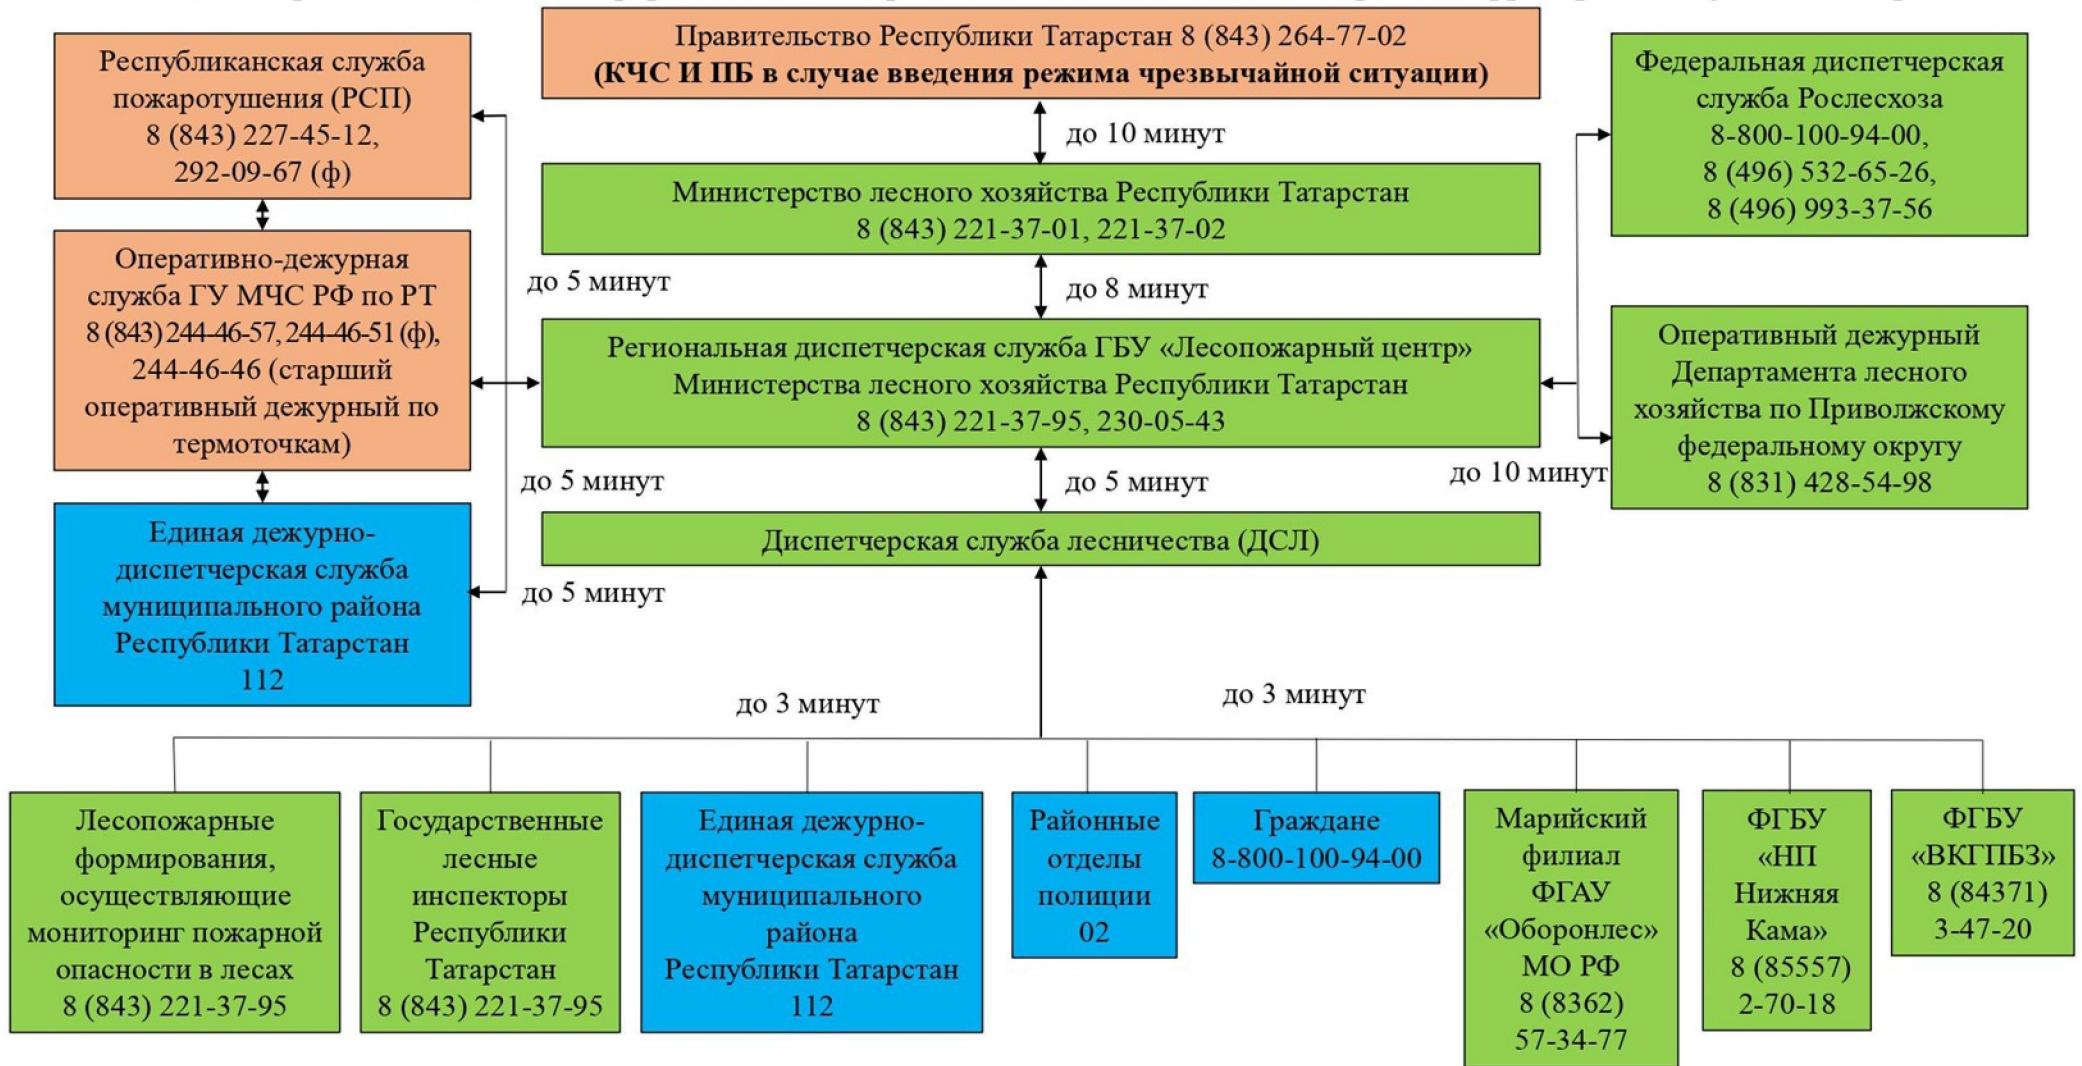 Правительство Республики Татарстан 8 (843) 264-77-02
(КЧС И ПБ в случае введения режима чрезвычайной ситуации)
Республиканская служба
пожаротушения (РСП)
8 (843) 227-45-12,
292-09-67 (ф)
Федеральная диспетчерская
служба Рослесхоза
8-800-100-94-00,
8 (496) 532-65-26,
8 (496) 993-37-56
до 10 минут
Министерство лесного хозяйства Республики Татарстан
8 (843) 221-37-01, 221-37-02
Оперативно-дежурная
служба ГУ МЧС РФ по РТ
8 (843) 244-46-57, 244-46-51 (ф),
244-46-46 (старший
оперативный дежурный по
термоточкам)
до 5 минут
до 8 минут
Региональная диспетчерская служба ГБУ «Лесопожарный центр»
Министерства лесного хозяйства Республики Татарстан
8 (843) 221-37-95, 230-05-43
Оперативный дежурный
Департамента лесного
хозяйства по Приволжскому
федеральному округу
8 (831) 428-54-98
до 5 минут
до 5 минут
до 10 минут
Единая дежурно-
диспетчерская служба
муниципального района
Республики Татарстан
112
Диспетчерская служба лесничества (ДСЛ)
до 5 минут
до 3 минут
до 3 минут
Лесопожарные
формирования,
осуществляющие
мониторинг пожарной
опасности в лесах
8 (843) 221-37-95
Государственные
лесные
инспекторы
Республики
Татарстан
8 (843) 221-37-95
Единая дежурно-
диспетчерская служба
муниципального
района
Республики Татарстан
112
Районные
отделы
полиции
02
Граждане
8-800-100-94-00
Марийский
филиал
ФГАУ
«Оборонлес»
МО РФ
8 (8362)
57-34-77
ФГБУ
«НП
Нижняя
Кама»
8 (85557)
2-70-18
ФГБУ
«ВКГПБЗ»
8 (84371)
3-47-20